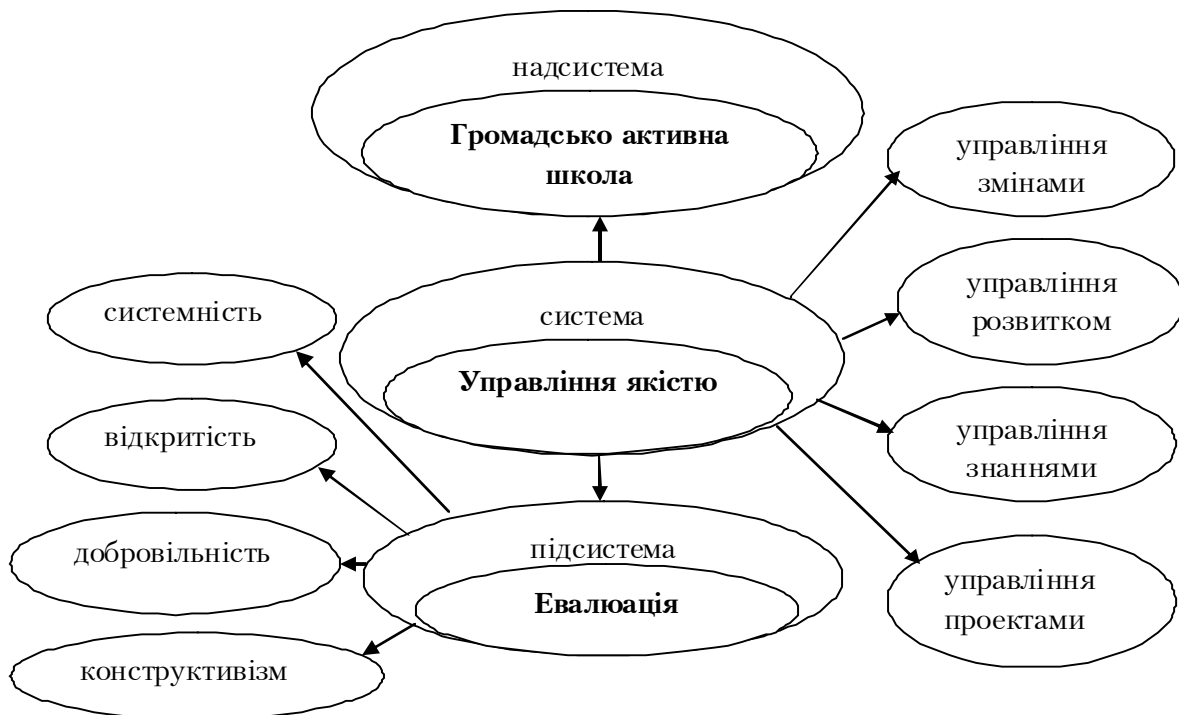 надсистема
Громадсько активна
школа
управління
змінами
системність
система
управління
розвитком
Управління якістю
відкритість
управління
знаннями
добровільність
підсистема
управління
проектами
Евалюація
конструктивізм